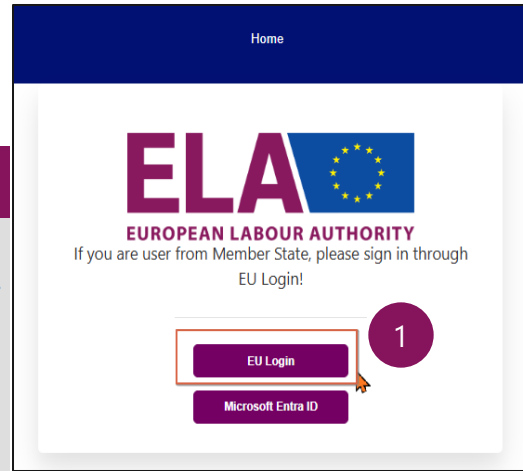 Home
ELA
EUROPEAN LABOUR AUTHORITY
If you are user from Member State, please sign in through
EU Login!
1
EU Login
Microsoft Entra ID